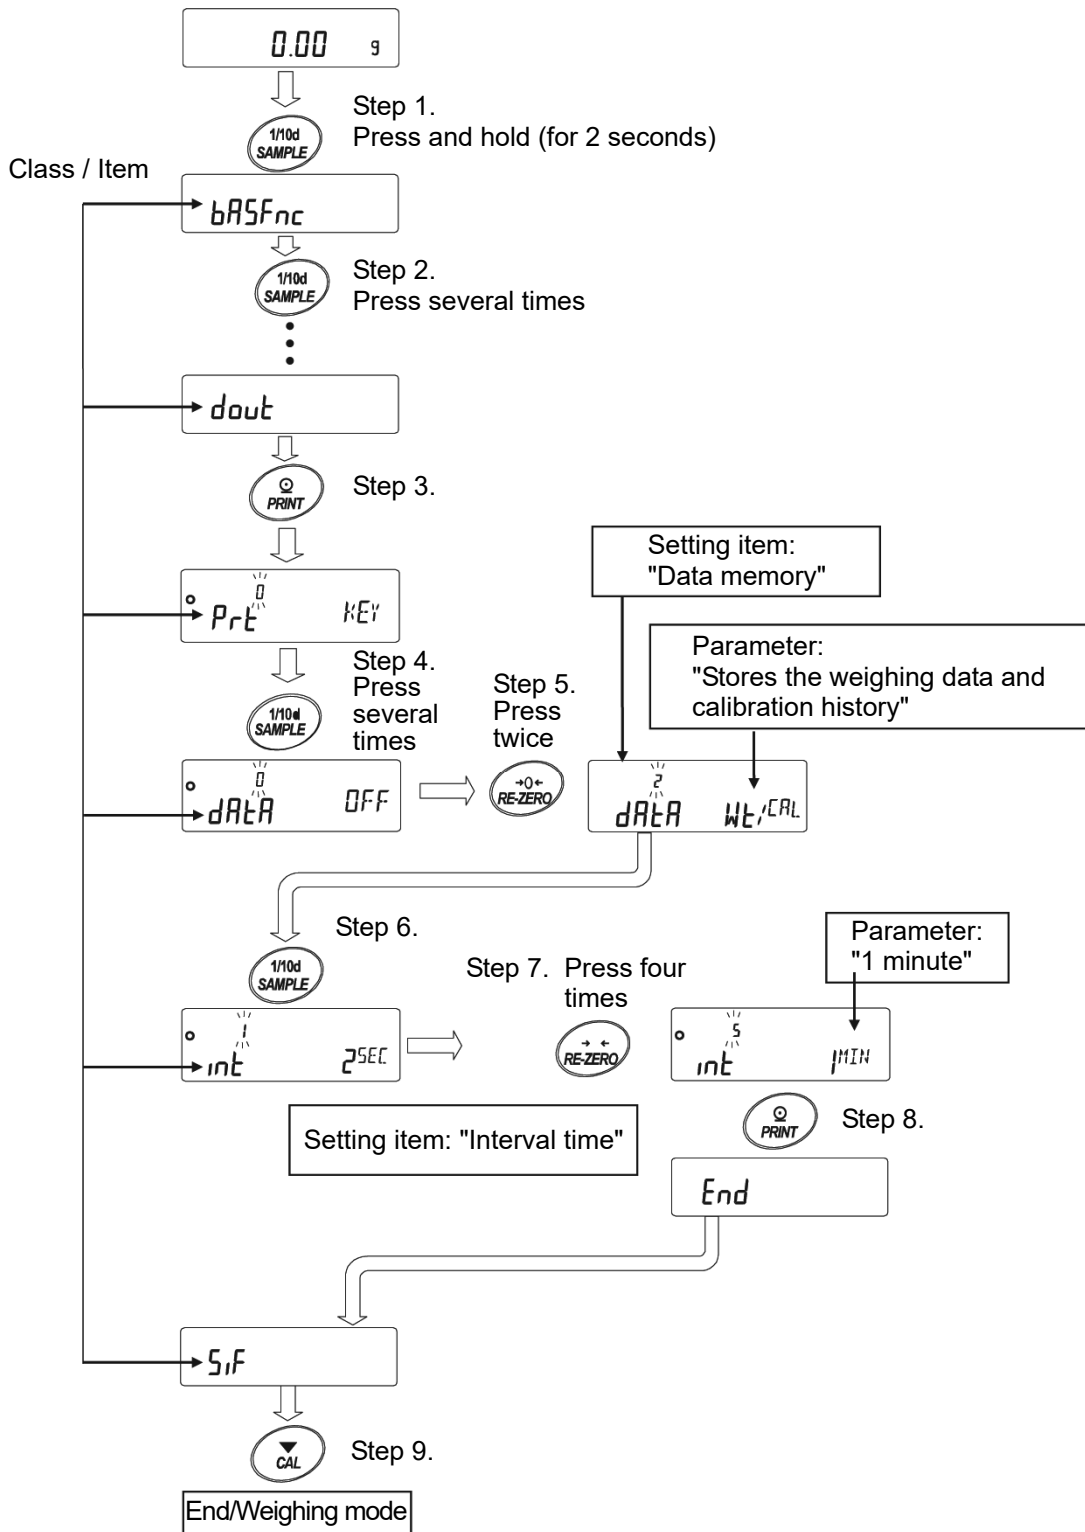 0.00 g
Step 1.
Press and hold (for 2 seconds)
1/10d
SAMPLE
Class / Item
bASFnc
Step 2.
Press several times
1/10d
SAMPLE
dout
Step 3.
PRINT
Setting item:
"Data memory"
0
Prt KEY
Parameter:
"Stores the weighing data and
calibration history"
Step 4.
Press
several
times
1/10d
SAMPLE
Step 5.
Press
twice
→0←
RE-ZERO
0
dAtA OFF
2
dAtA Wt/CAL
Step 6.
1/10d
SAMPLE
Step 7. Press four
times
→ ←
RE-ZERO
Parameter:
"1 minute"
1
int 2 SEC
5
int 1 MIN
Setting item: "Interval time"
PRINT
Step 8.
End
SiF
CAL
Step 9.
End/Weighing mode